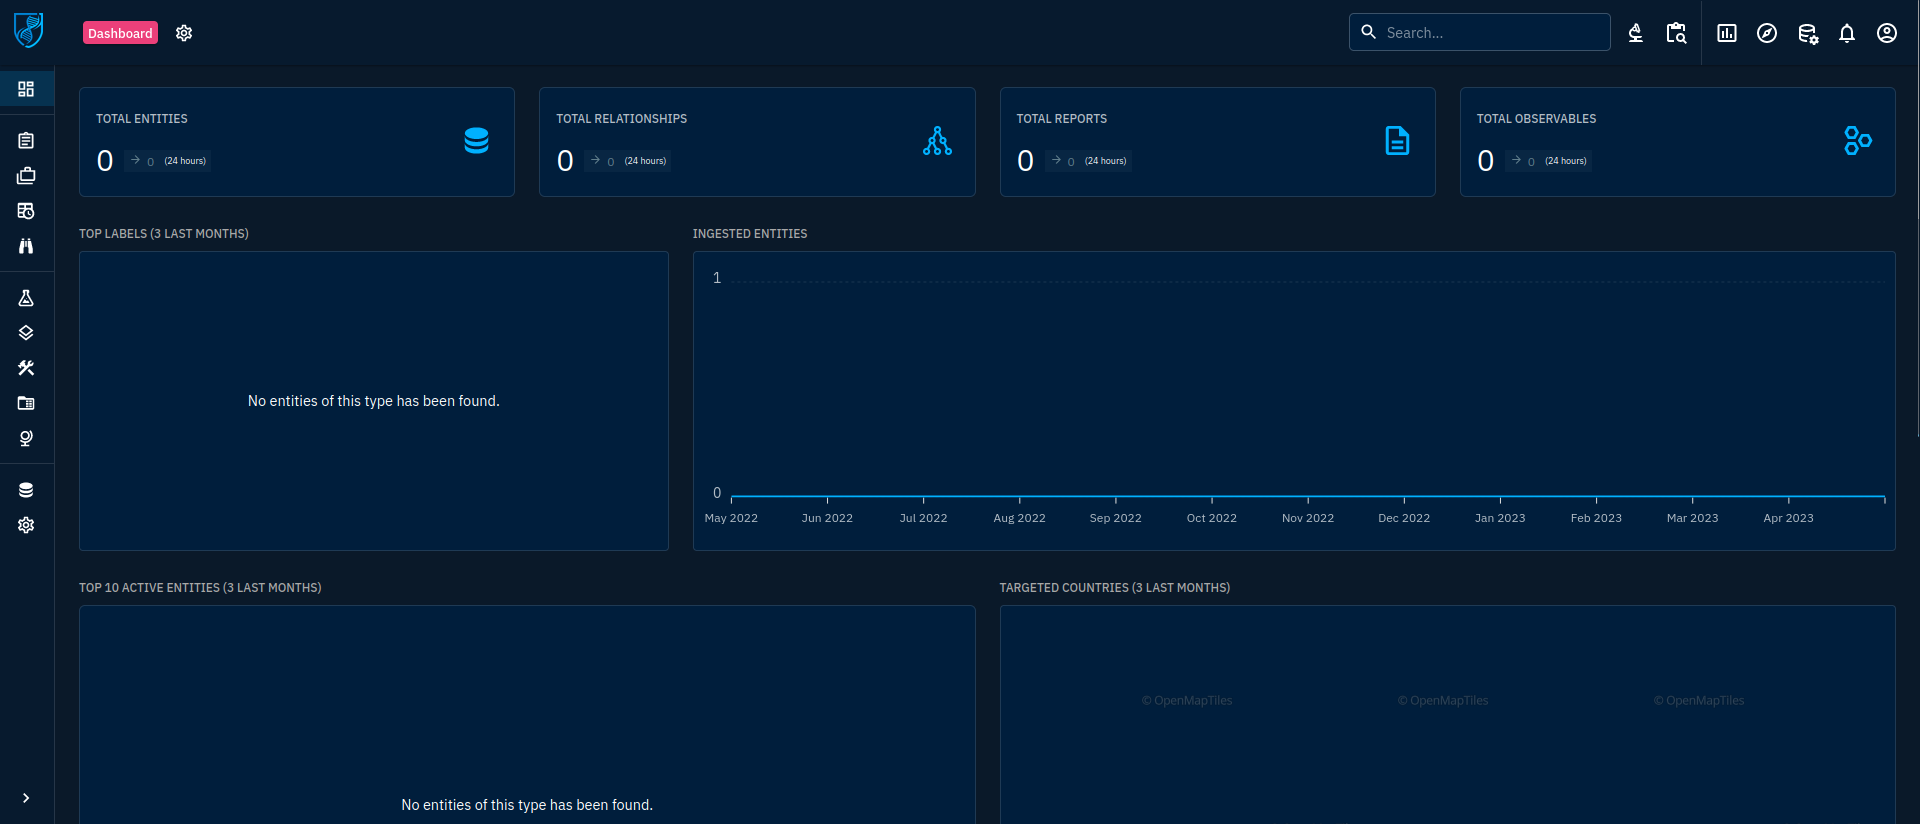 Dashboard
Search...
TOTAL ENTITIES
0 0 (24 hours)
TOTAL RELATIONSHIPS
0 0 (24 hours)
TOTAL REPORTS
0 0 (24 hours)
TOTAL OBSERVABLES
0 0 (24 hours)
TOP LABELS (3 LAST MONTHS)
No entities of this type has been found.
INGESTED ENTITIES
1
0
May 2022 Jun 2022 Jul 2022 Aug 2022 Sep 2022 Oct 2022 Nov 2022 Dec 2022 Jan 2023 Feb 2023 Mar 2023 Apr 2023
TOP 10 ACTIVE ENTITIES (3 LAST MONTHS)
No entities of this type has been found.
TARGETED COUNTRIES (3 LAST MONTHS)
© OpenMapTiles © OpenMapTiles © OpenMapTiles